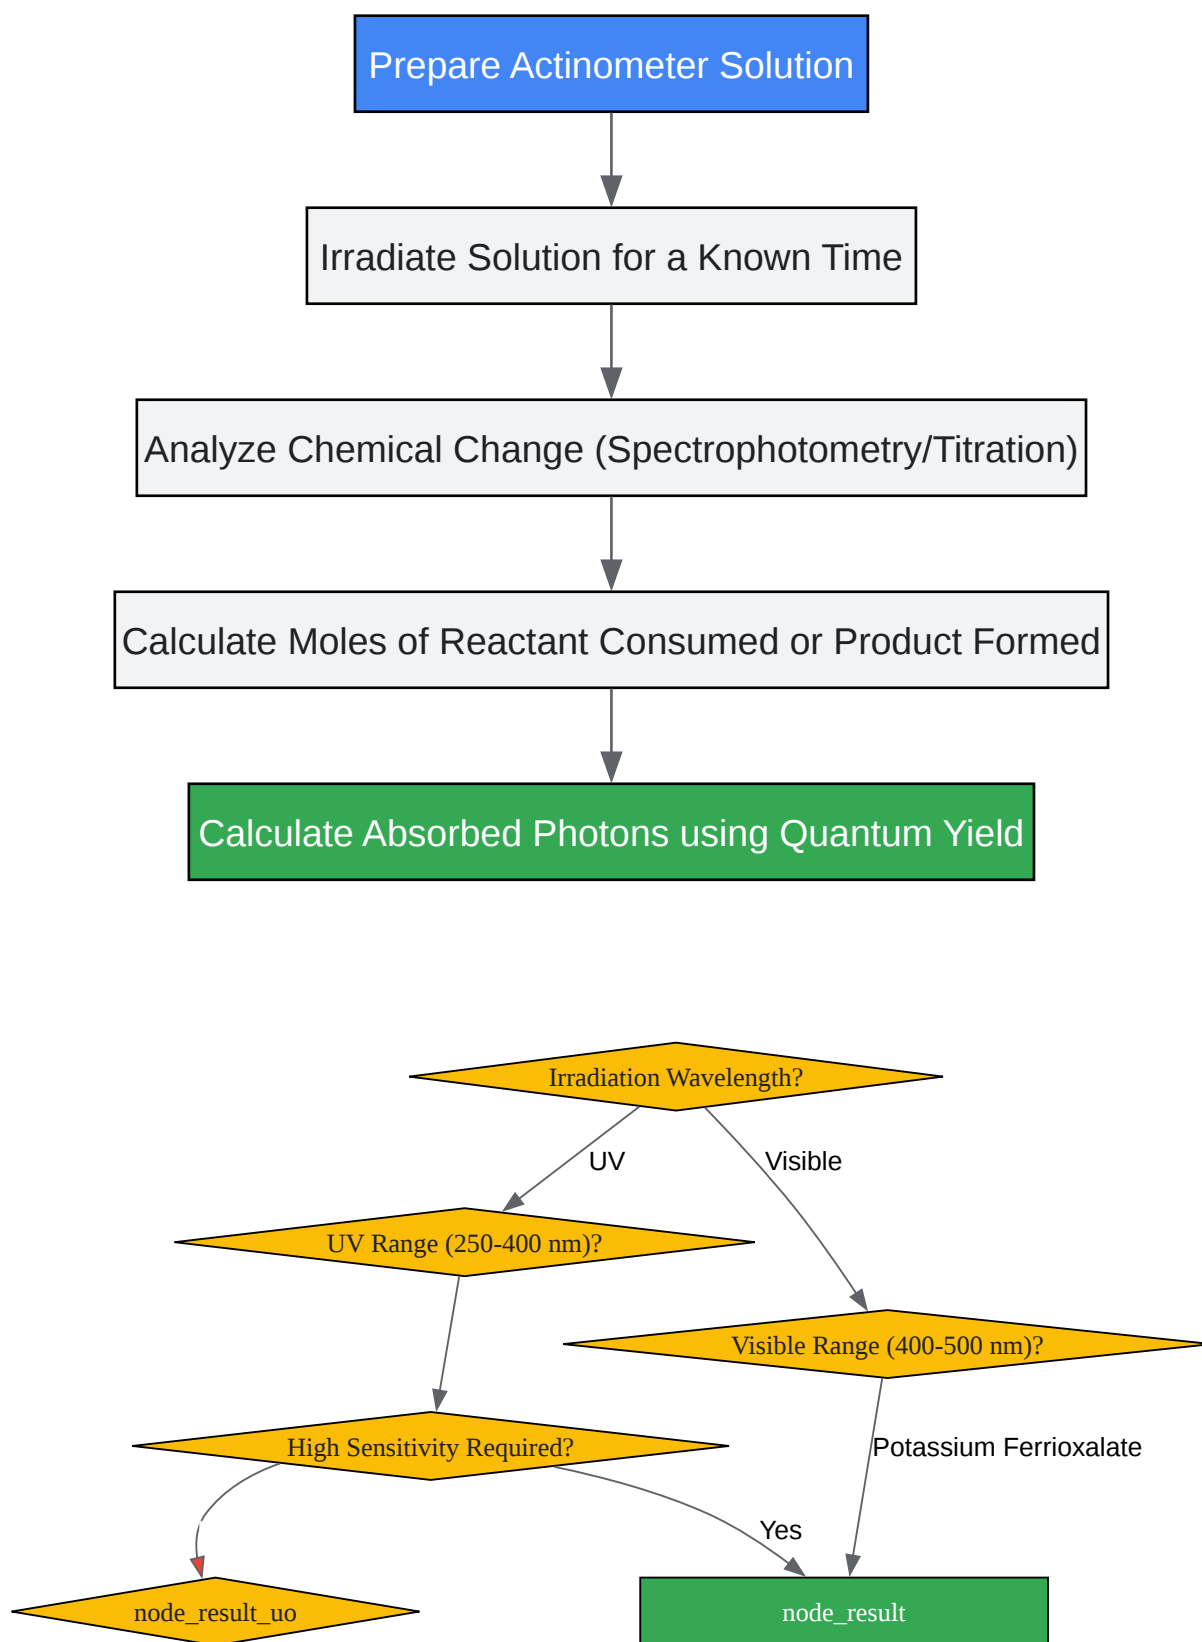 Prepare Actinometer Solution
Irradiate Solution for a Known Time
Analyze Chemical Change (Spectrophotometry/Titration)
Calculate Moles of Reactant Consumed or Product Formed
Calculate Absorbed Photons using Quantum Yield
Irradiation Wavelength?
UV
Visible
UV Range (250-400 nm)?
Visible Range (400-500 nm)?
High Sensitivity Required?
Potassium Ferrioxalate
Yes
node_result_uo
node_result